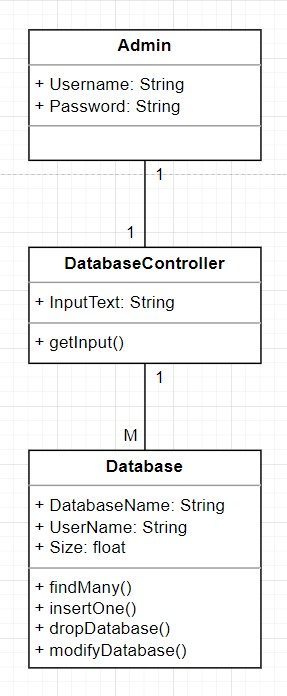 Admin
+ Username: String
+ Password: String
1
1
DatabaseController
+ InputText: String
+ getInput()
1
M
Database
+ DatabaseName: String
+ UserName: String
+ Size: float
+ findMany()
+ insertOne()
+ dropDatabase()
+ modifyDatabase()